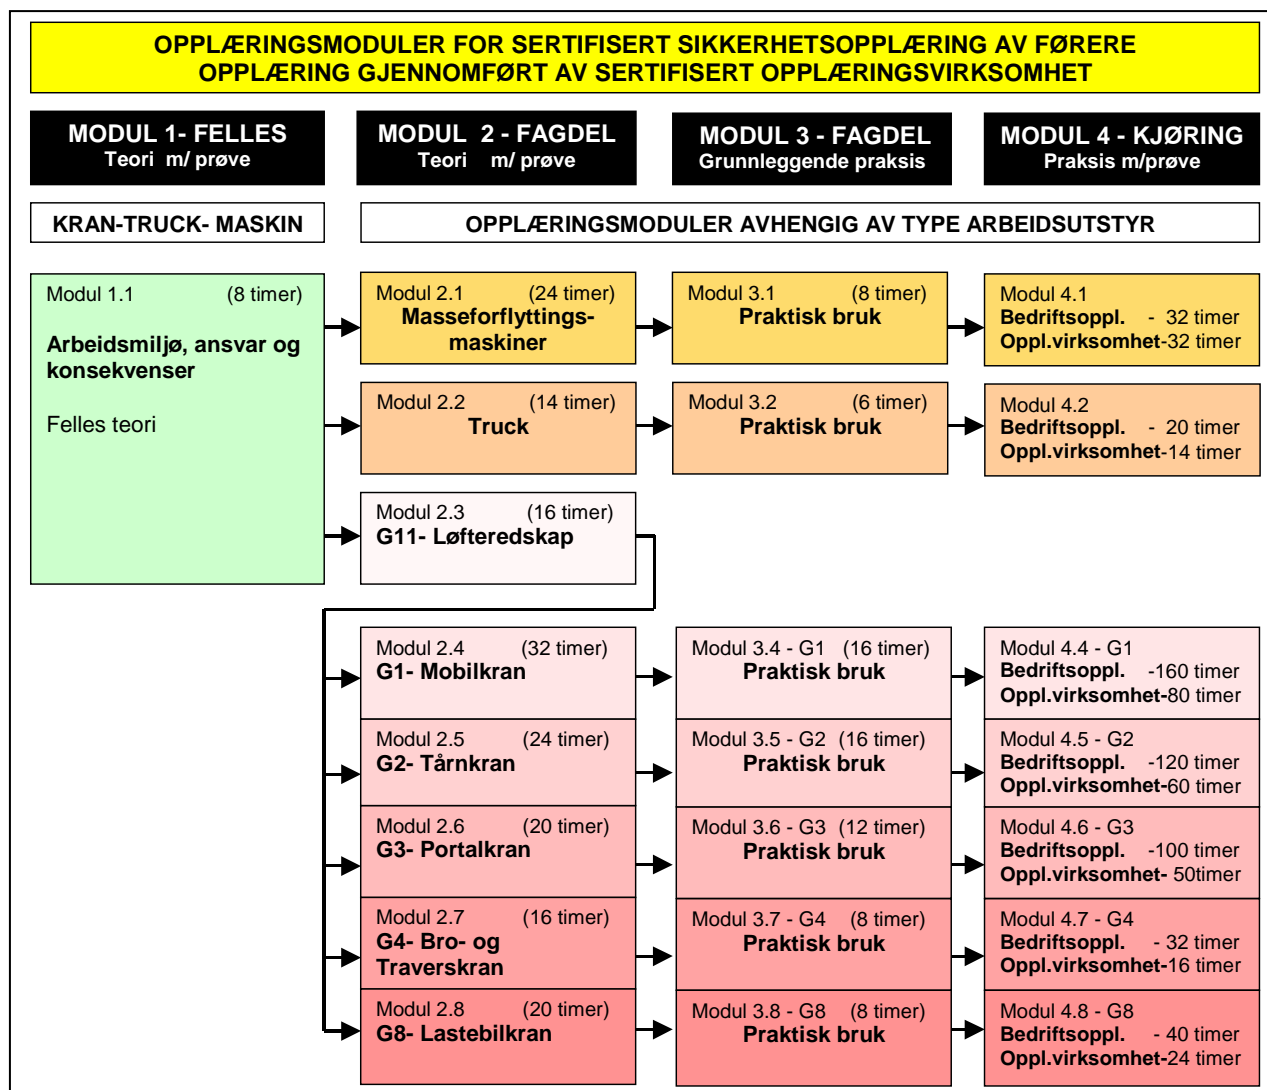 OPPLÆRINGSMODULER FOR SERTIFISERT SIKKERHETSOPPLÆRING AV FØRERE
OPPLÆRING GJENNOMFØRT AV SERTIFISERT OPPLÆRINGSVIRKSOMHET
MODUL 1- FELLES
Teori m/ prøve
MODUL 2 - FAGDEL
Teori m/ prøve
MODUL 3 - FAGDEL
Grunnleggende praksis
MODUL 4 - KJØRING
Praksis m/prøve
KRAN-TRUCK- MASKIN
OPPLÆRINGSMODULER AVHENGIG AV TYPE ARBEIDSUTSTYR
Modul 1.1 (8 timer)
Arbeidsmiljø, ansvar og
konsekvenser
Felles teori
Modul 2.1 (24 timer)
Masseforflyttings-
maskiner
Modul 3.1 (8 timer)
Praktisk bruk
Modul 4.1
Bedriftsoppl. - 32 timer
Oppl.virksomhet-32 timer
Modul 2.2 (14 timer)
Truck
Modul 3.2 (6 timer)
Praktisk bruk
Modul 4.2
Bedriftsoppl. - 20 timer
Oppl.virksomhet-14 timer
Modul 2.3 (16 timer)
G11- Løfteredskap
Modul 2.4 (32 timer)
G1- Mobilkran
Modul 3.4 - G1 (16 timer)
Praktisk bruk
Modul 4.4 - G1
Bedriftsoppl. -160 timer
Oppl.virksomhet-80 timer
Modul 2.5 (24 timer)
G2- Tårnkran
Modul 3.5 - G2 (16 timer)
Praktisk bruk
Modul 4.5 - G2
Bedriftsoppl. -120 timer
Oppl.virksomhet-60 timer
Modul 2.6 (20 timer)
G3- Portalkran
Modul 3.6 - G3 (12 timer)
Praktisk bruk
Modul 4.6 - G3
Bedriftsoppl. -100 timer
Oppl.virksomhet- 50timer
Modul 2.7 (16 timer)
G4- Bro- og
Traverskran
Modul 3.7 - G4 (8 timer)
Praktisk bruk
Modul 4.7 - G4
Bedriftsoppl. - 32 timer
Oppl.virksomhet-16 timer
Modul 2.8 (20 timer)
G8- Lastebilkran
Modul 3.8 - G8 (8 timer)
Praktisk bruk
Modul 4.8 - G8
Bedriftsoppl. - 40 timer
Oppl.virksomhet-24 timer